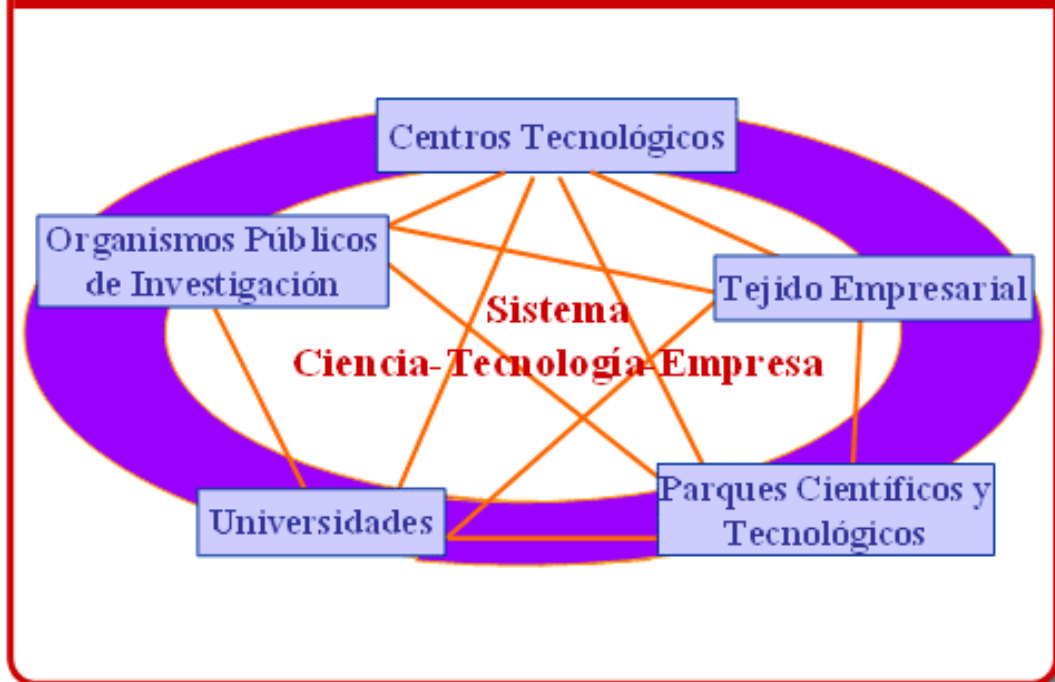 Centros Tecnológicos
Organismos Públicos
de Investigación
Tejido Empresarial
Sistema
Ciencia-Tecnología-Empresa
Universidades
Parques Científicos y
Tecnológicos